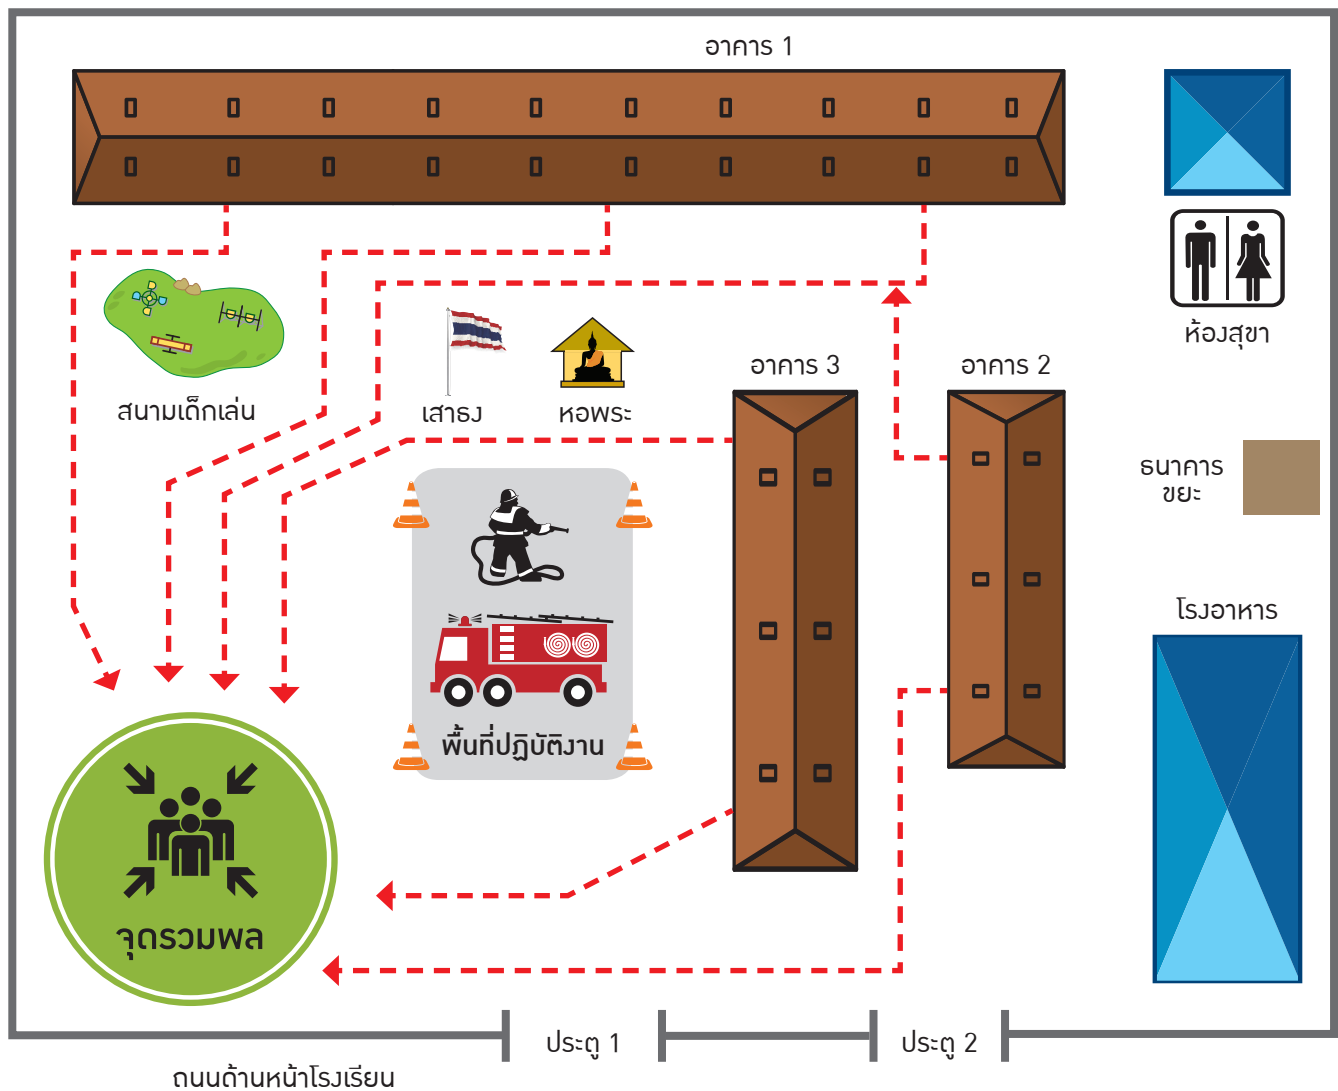 อาคาร 1
ห้องสุขา
อาคาร 3
อาคาร 2
สนามเด็กเล่น
เสาธง
หอพระ
ธนาคาร
ขยะ
โรงอาหาร
พื้นที่ปฏิบัติงาน
จุดรวมพล
ประตู 1
ประตู 2
ถนนด้านหน้าโรงเรียน